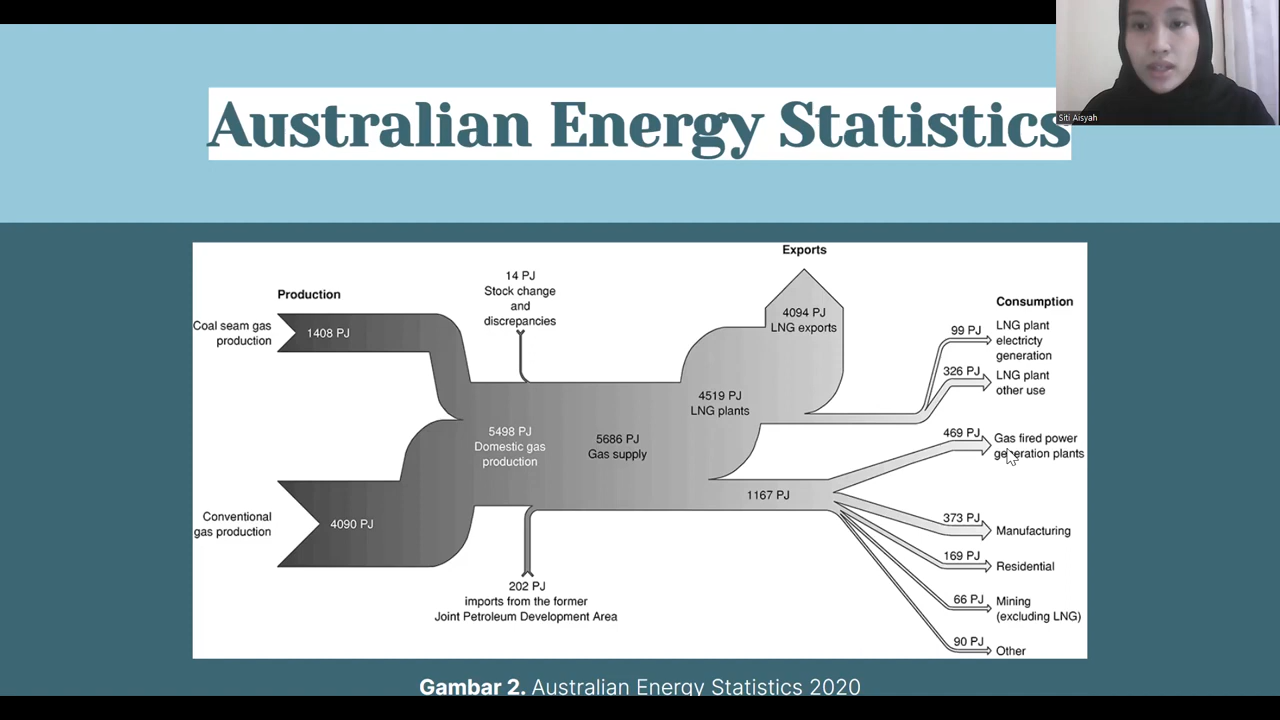 Australian Energy Statistics
Siti Aisyah
Exports
Production
14 PJ
Stock change
and
discrepancies
Consumption
Coal seam gas
production
1408 PJ
4094 PJ
LNG exports
99 PJ
LNG plant
electricty
generation
326 PJ
LNG plant
other use
4519 PJ
LNG plants
5498 PJ
Domestic gas
production
5686 PJ
Gas supply
469 PJ
Gas fired power
generation plants
1167 PJ
Conventional
gas production
4090 PJ
373 PJ
Manufacturing
169 PJ
Residential
202 PJ
imports from the former
Joint Petroleum Development Area
66 PJ
Mining
(excluding LNG)
90 PJ
Other
Gambar 2. Australian Energy Statistics 2020